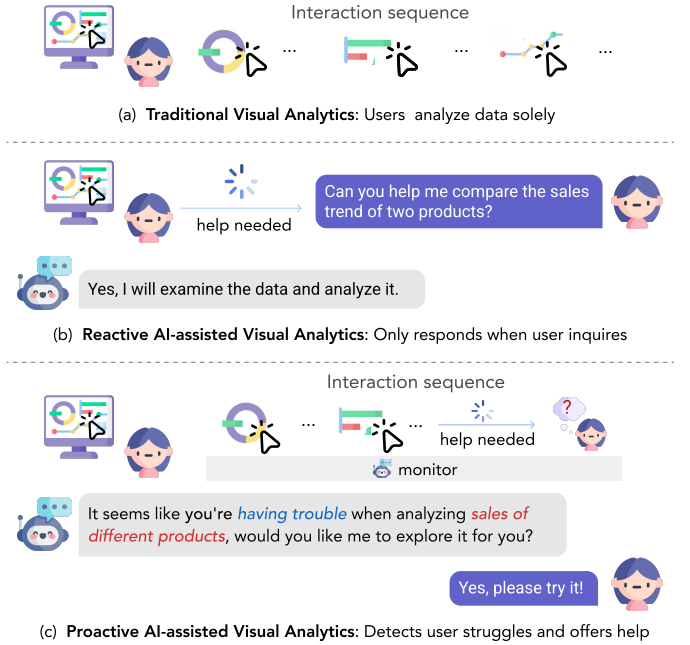 Interaction sequence
... ... ...
(a) Traditional Visual Analytics: Users analyze data solely
help needed
Can you help me compare the sales
trend of two products?
Yes, I will examine the data and analyze it.
(b) Reactive AI-assisted Visual Analytics: Only responds when user inquires
Interaction sequence
... ...
help needed
?
monitor
It seems like you're having trouble when analyzing sales of
different products, would you like me to explore it for you?
Yes, please try it!
(c) Proactive AI-assisted Visual Analytics: Detects user struggles and offers help